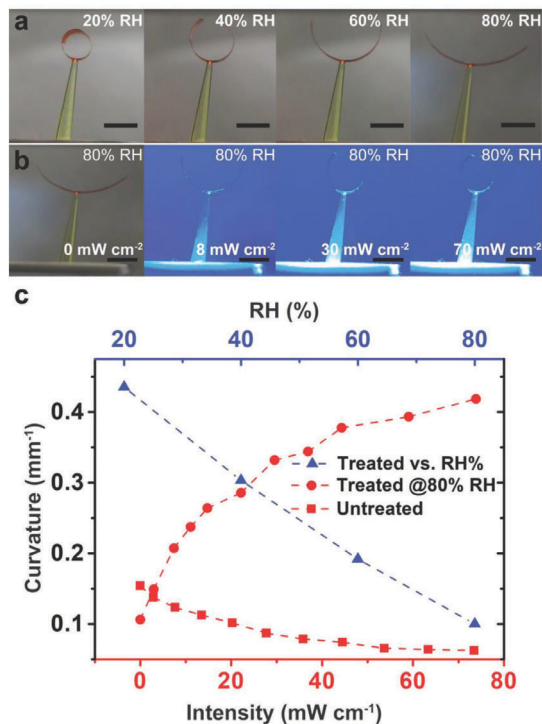 a
20% RH
40% RH
60% RH
80% RH
b
80% RH
80% RH
80% RH
80% RH
0 mW cm⁻²
8 mW cm⁻²
30 mW cm⁻²
70 mW cm⁻²
c
RH (%)
20 40 60 80
0.4
0.3
0.2
0.1
Curvature (mm⁻¹)
Treated vs. RH%
Treated @80% RH
Untreated
0 20 40 60 80
Intensity (mW cm⁻¹)